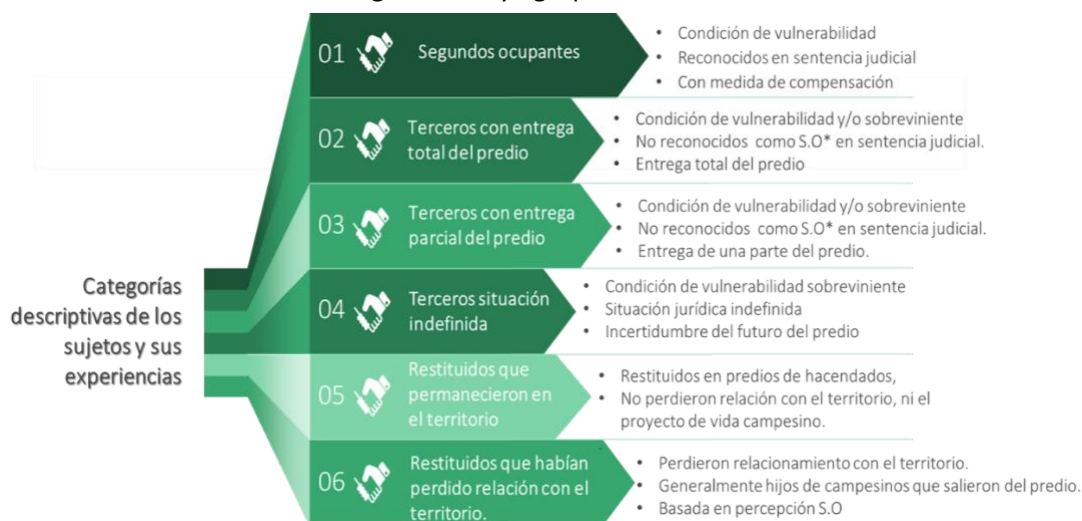 Categorías
descriptivas de los
sujetos y sus
experiencias
01
Segundos ocupantes
• Condición de vulnerabilidad
• Reconocidos en sentencia judicial
• Con medida de compensación
02
Terceros con entrega
total del predio
• Condición de vulnerabilidad y/o sobreviniente
• No reconocidos como S.O* en sentencia judicial.
• Entrega total del predio
03
Terceros con entrega
parcial del predio
• Condición de vulnerabilidad y/o sobreviniente
• No reconocidos como S.O* en sentencia judicial.
• Entrega de una parte del predio.
04
Terceros situación
indefinida
• Condición de vulnerabilidad sobreviniente
• Situación jurídica indefinida
• Incertidumbre del futuro del predio
05
Restituidos que
permanecieron en
el territorio
• Restituidos en predios de hacendados,
• No perdieron relación con el territorio, ni el
proyecto de vida campesino.
06
Restituidos que habían
perdido relación con el
territorio.
• Perdieron relacionamiento con el territorio.
• Generalmente hijos de campesinos que salieron del predio.
• Basada en percepción S.O